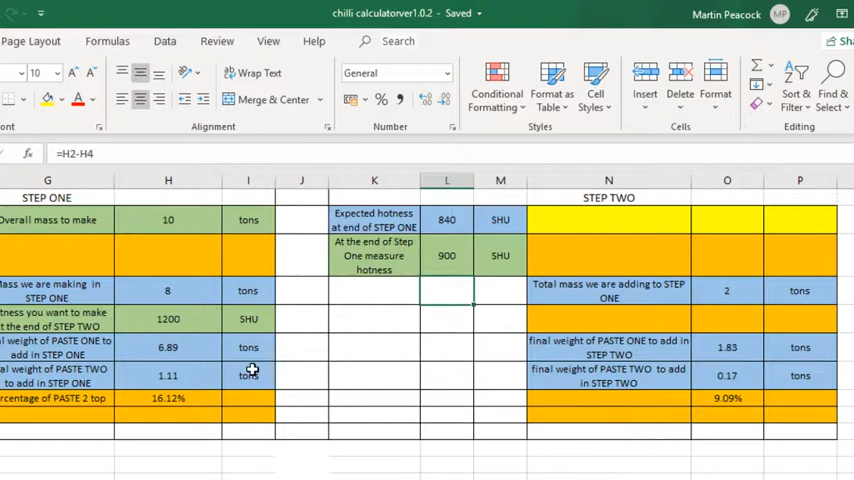 chilli calculatorver1.0.2 - Saved
Martin Peacock
MP
Page Layout
Formulas
Data
Review
View
Help
Search
10
Wrap Text
Merge & Center
General
Conditional
Formatting
Format as
Table
Cell
Styles
Insert
Delete
Format
Sort &
Filter
Find &
Select
Alignment
Number
Styles
Cells
Editing
fx
=H2-H4
G
H
I
J
K
L
M
N
O
P
STEP ONE
STEP TWO
Overall mass to make
10
tons
Expected hotness
at end of STEP ONE
840
SHU
At the end of Step
One measure
hotness
900
SHU
Mass we are making in
STEP ONE
8
tons
Total mass we are adding to STEP
ONE
2
tons
tness you want to make
t the end of STEP TWO
1200
SHU
al weight of PASTE ONE to
add in STEP ONE
6.89
tons
final weight of PASTE ONE to add in
STEP TWO
1.83
tons
al weight of PASTE TWO
to add in STEP ONE
1.11
tons
final weight of PASTE TWO to add
in STEP TWO
0.17
tons
ercentage of PASTE 2 top
16.12%
9.09%